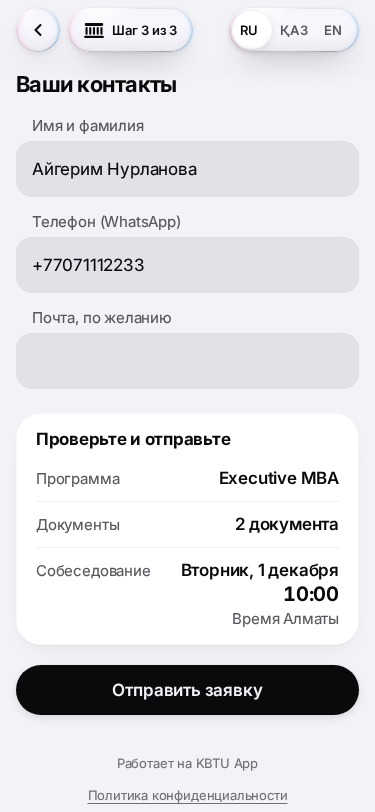 Шаг 3 из 3
RU ҚАЗ EN
Ваши контакты
Имя и фамилия
Айгерим Нурланова
Телефон (WhatsApp)
+77071112233
Почта, по желанию
Проверьте и отправьте
Программа Executive MBA
Документы 2 документа
Собеседование Вторник, 1 декабря
10:00
Время Алматы
Отправить заявку
Работает на KBTU App
Политика конфиденциальности